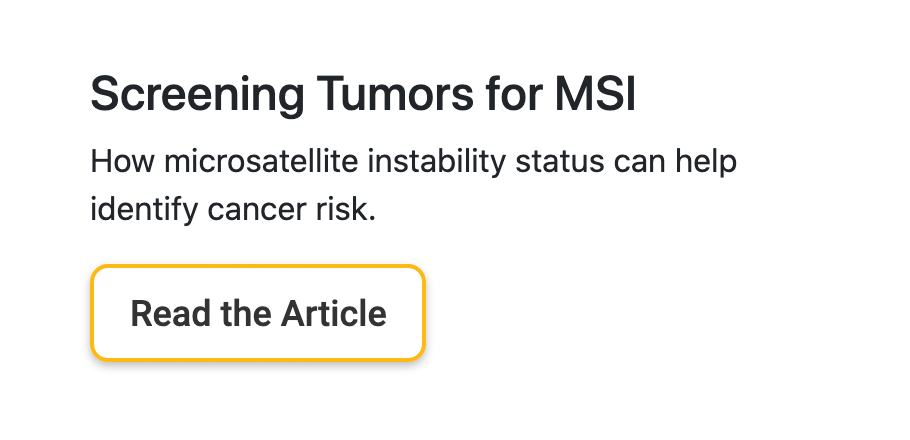 Screening Tumors for MSI
How microsatellite instability status can help
identify cancer risk.
Read the Article